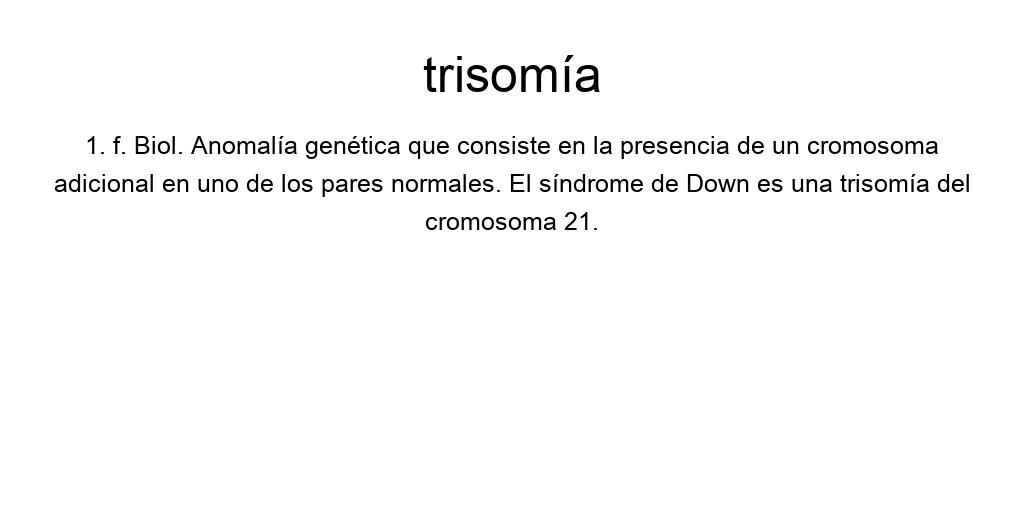 trisomía
1. f. Biol. Anomalía genética que consiste en la presencia de un cromosoma
adicional en uno de los pares normales. El síndrome de Down es una trisomía del
cromosoma 21.